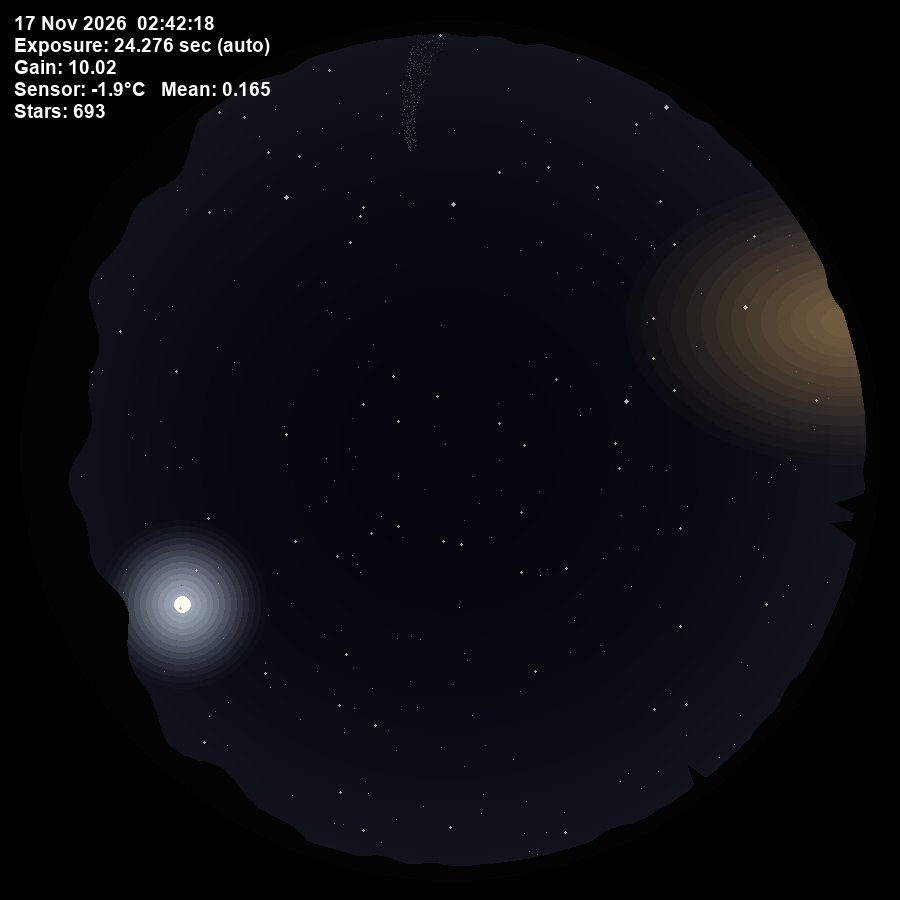 17 Nov 2026 02:42:18
Exposure: 24.276 sec (auto)
Gain: 10.02
Sensor: -1.9°C Mean: 0.165
Stars: 693